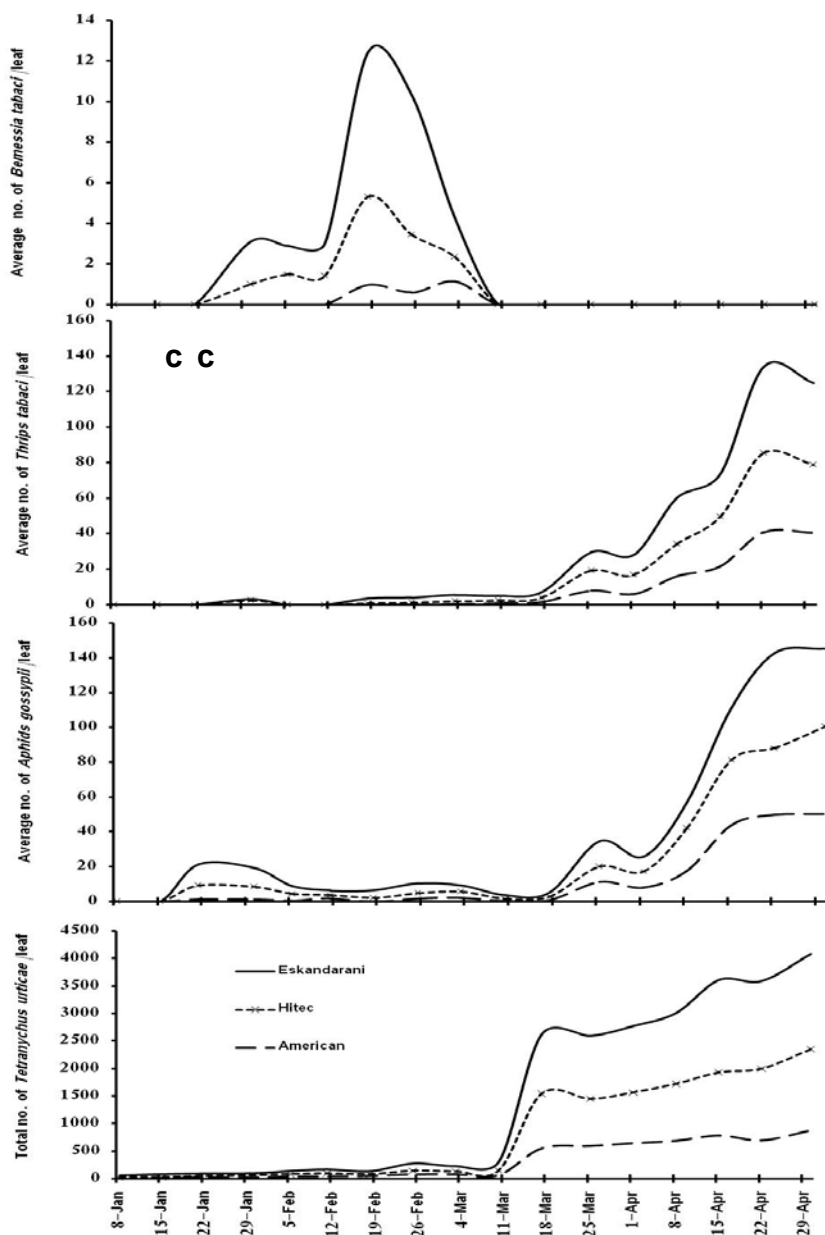 Average no. of Bemessia tabaci /leaf
14
12
10
8
6
4
2
0
Average no. of Thrips tabaci /leaf
160
140
120
100
80
60
40
20
0
c c
Average no. of Aphids gossypii /leaf
160
140
120
100
80
60
40
20
0
Total no. of Tetranychus urticae /leaf
4500
4000
3500
3000
2500
2000
1500
1000
500
0
Eskandarani
Hitec
American
8-Jan
15-Jan
22-Jan
29-Jan
5-Feb
12-Feb
19-Feb
26-Feb
4-Mar
11-Mar
18-Mar
25-Mar
1-Apr
8-Apr
15-Apr
22-Apr
29-Apr